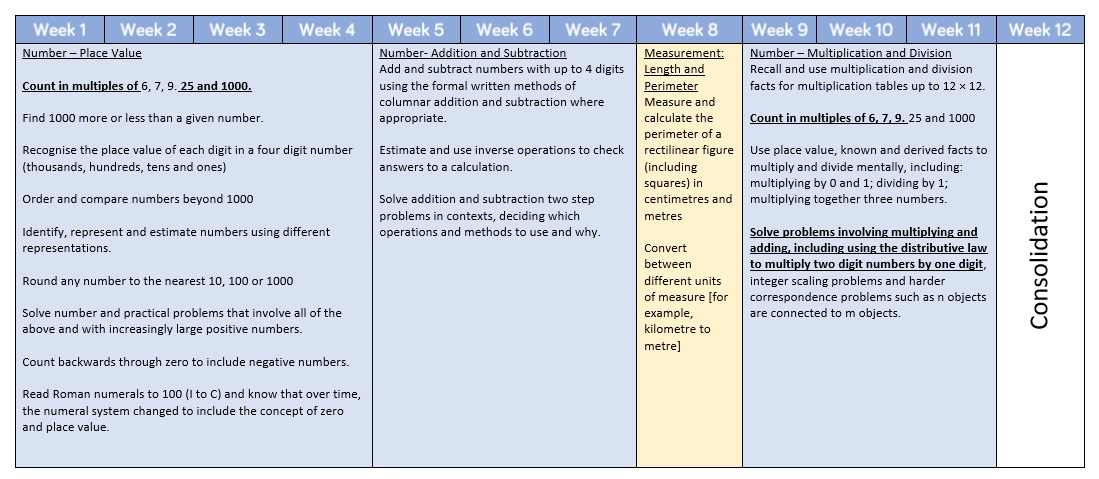 Week 1 Week 2 Week 3 Week 4 Week 5 Week 6 Week 7 Week 8 Week 9 Week 10 Week 11 Week 12
Number – Place Value
Count in multiples of 6, 7, 9. 25 and 1000.
Find 1000 more or less than a given number.
Recognise the place value of each digit in a four digit number
(thousands, hundreds, tens and ones)
Order and compare numbers beyond 1000
Identify, represent and estimate numbers using different
representations.
Round any number to the nearest 10, 100 or 1000
Solve number and practical problems that involve all of the
above and with increasingly large positive numbers.
Count backwards through zero to include negative numbers.
Read Roman numerals to 100 (I to C) and know that over time,
the numeral system changed to include the concept of zero
and place value.
Number- Addition and Subtraction
Add and subtract numbers with up to 4 digits
using the formal written methods of
columnar addition and subtraction where
appropriate.
Estimate and use inverse operations to check
answers to a calculation.
Solve addition and subtraction two step
problems in contexts, deciding which
operations and methods to use and why.
Measurement:
Length and
Perimeter
Measure and
calculate the
perimeter of a
rectilinear figure
(including
squares) in
centimetres and
metres
Convert
between
different units
of measure [for
example,
kilometre to
metre]
Number – Multiplication and Division
Recall and use multiplication and division
facts for multiplication tables up to 12 × 12.
Count in multiples of 6, 7, 9. 25 and 1000
Use place value, known and derived facts to
multiply and divide mentally, including:
multiplying by 0 and 1; dividing by 1;
multiplying together three numbers.
Solve problems involving multiplying and
adding, including using the distributive law
to multiply two digit numbers by one digit,
integer scaling problems and harder
correspondence problems such as n objects
are connected to m objects.
Consolidation